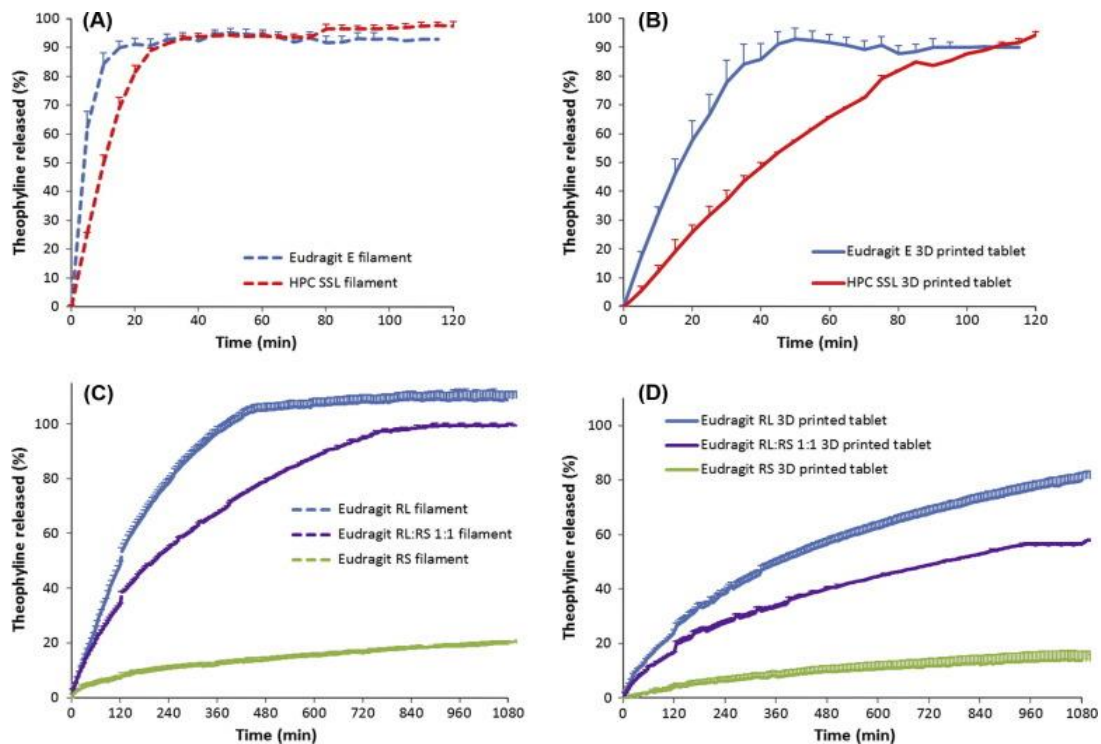 (A)
Theophyline released (%)
100
90
80
70
60
50
40
30
20
10
0
Eudragit E filament
HPC SSL filament
0 20 40 60 80 100 120
Time (min)
(B)
Theophyline released (%)
100
90
80
70
60
50
40
30
20
10
0
Eudragit E 3D printed tablet
HPC SSL 3D printed tablet
0 20 40 60 80 100 120
Time (min)
(C)
Theophyline released (%)
100
80
60
40
20
0
Eudragit RL filament
Eudragit RL:RS 1:1 filament
Eudragit RS filament
0 120 240 360 480 600 720 840 960 1080
Time (min)
(D)
Theophyline released (%)
100
80
60
40
20
0
Eudragit RL 3D printed tablet
Eudragit RL:RS 1:1 3D printed tablet
Eudragit RS 3D printed tablet
0 120 240 360 480 600 720 840 960 1080
Time (min)